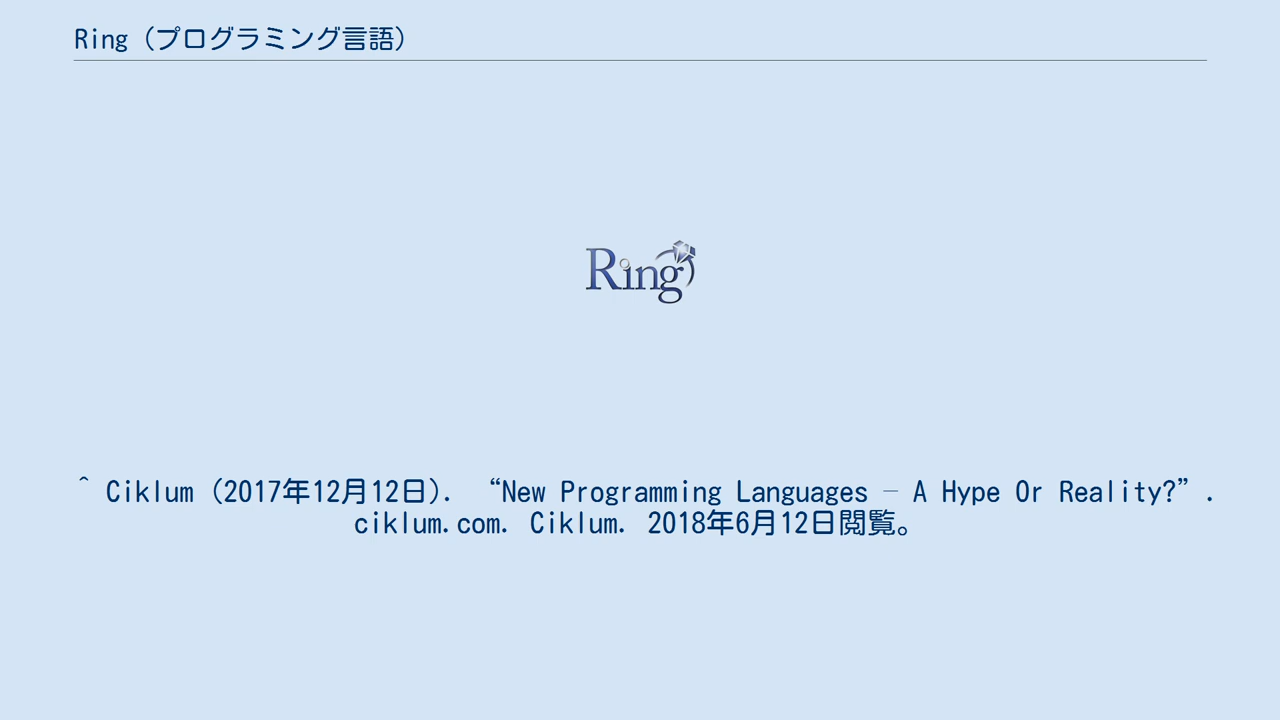 Ring（プログラミング言語）
Ring
^ Ciklum (2017年12月12日). “New Programming Languages – A Hype Or Reality?”.
ciklum.com. Ciklum. 2018年6月12日閲覧。